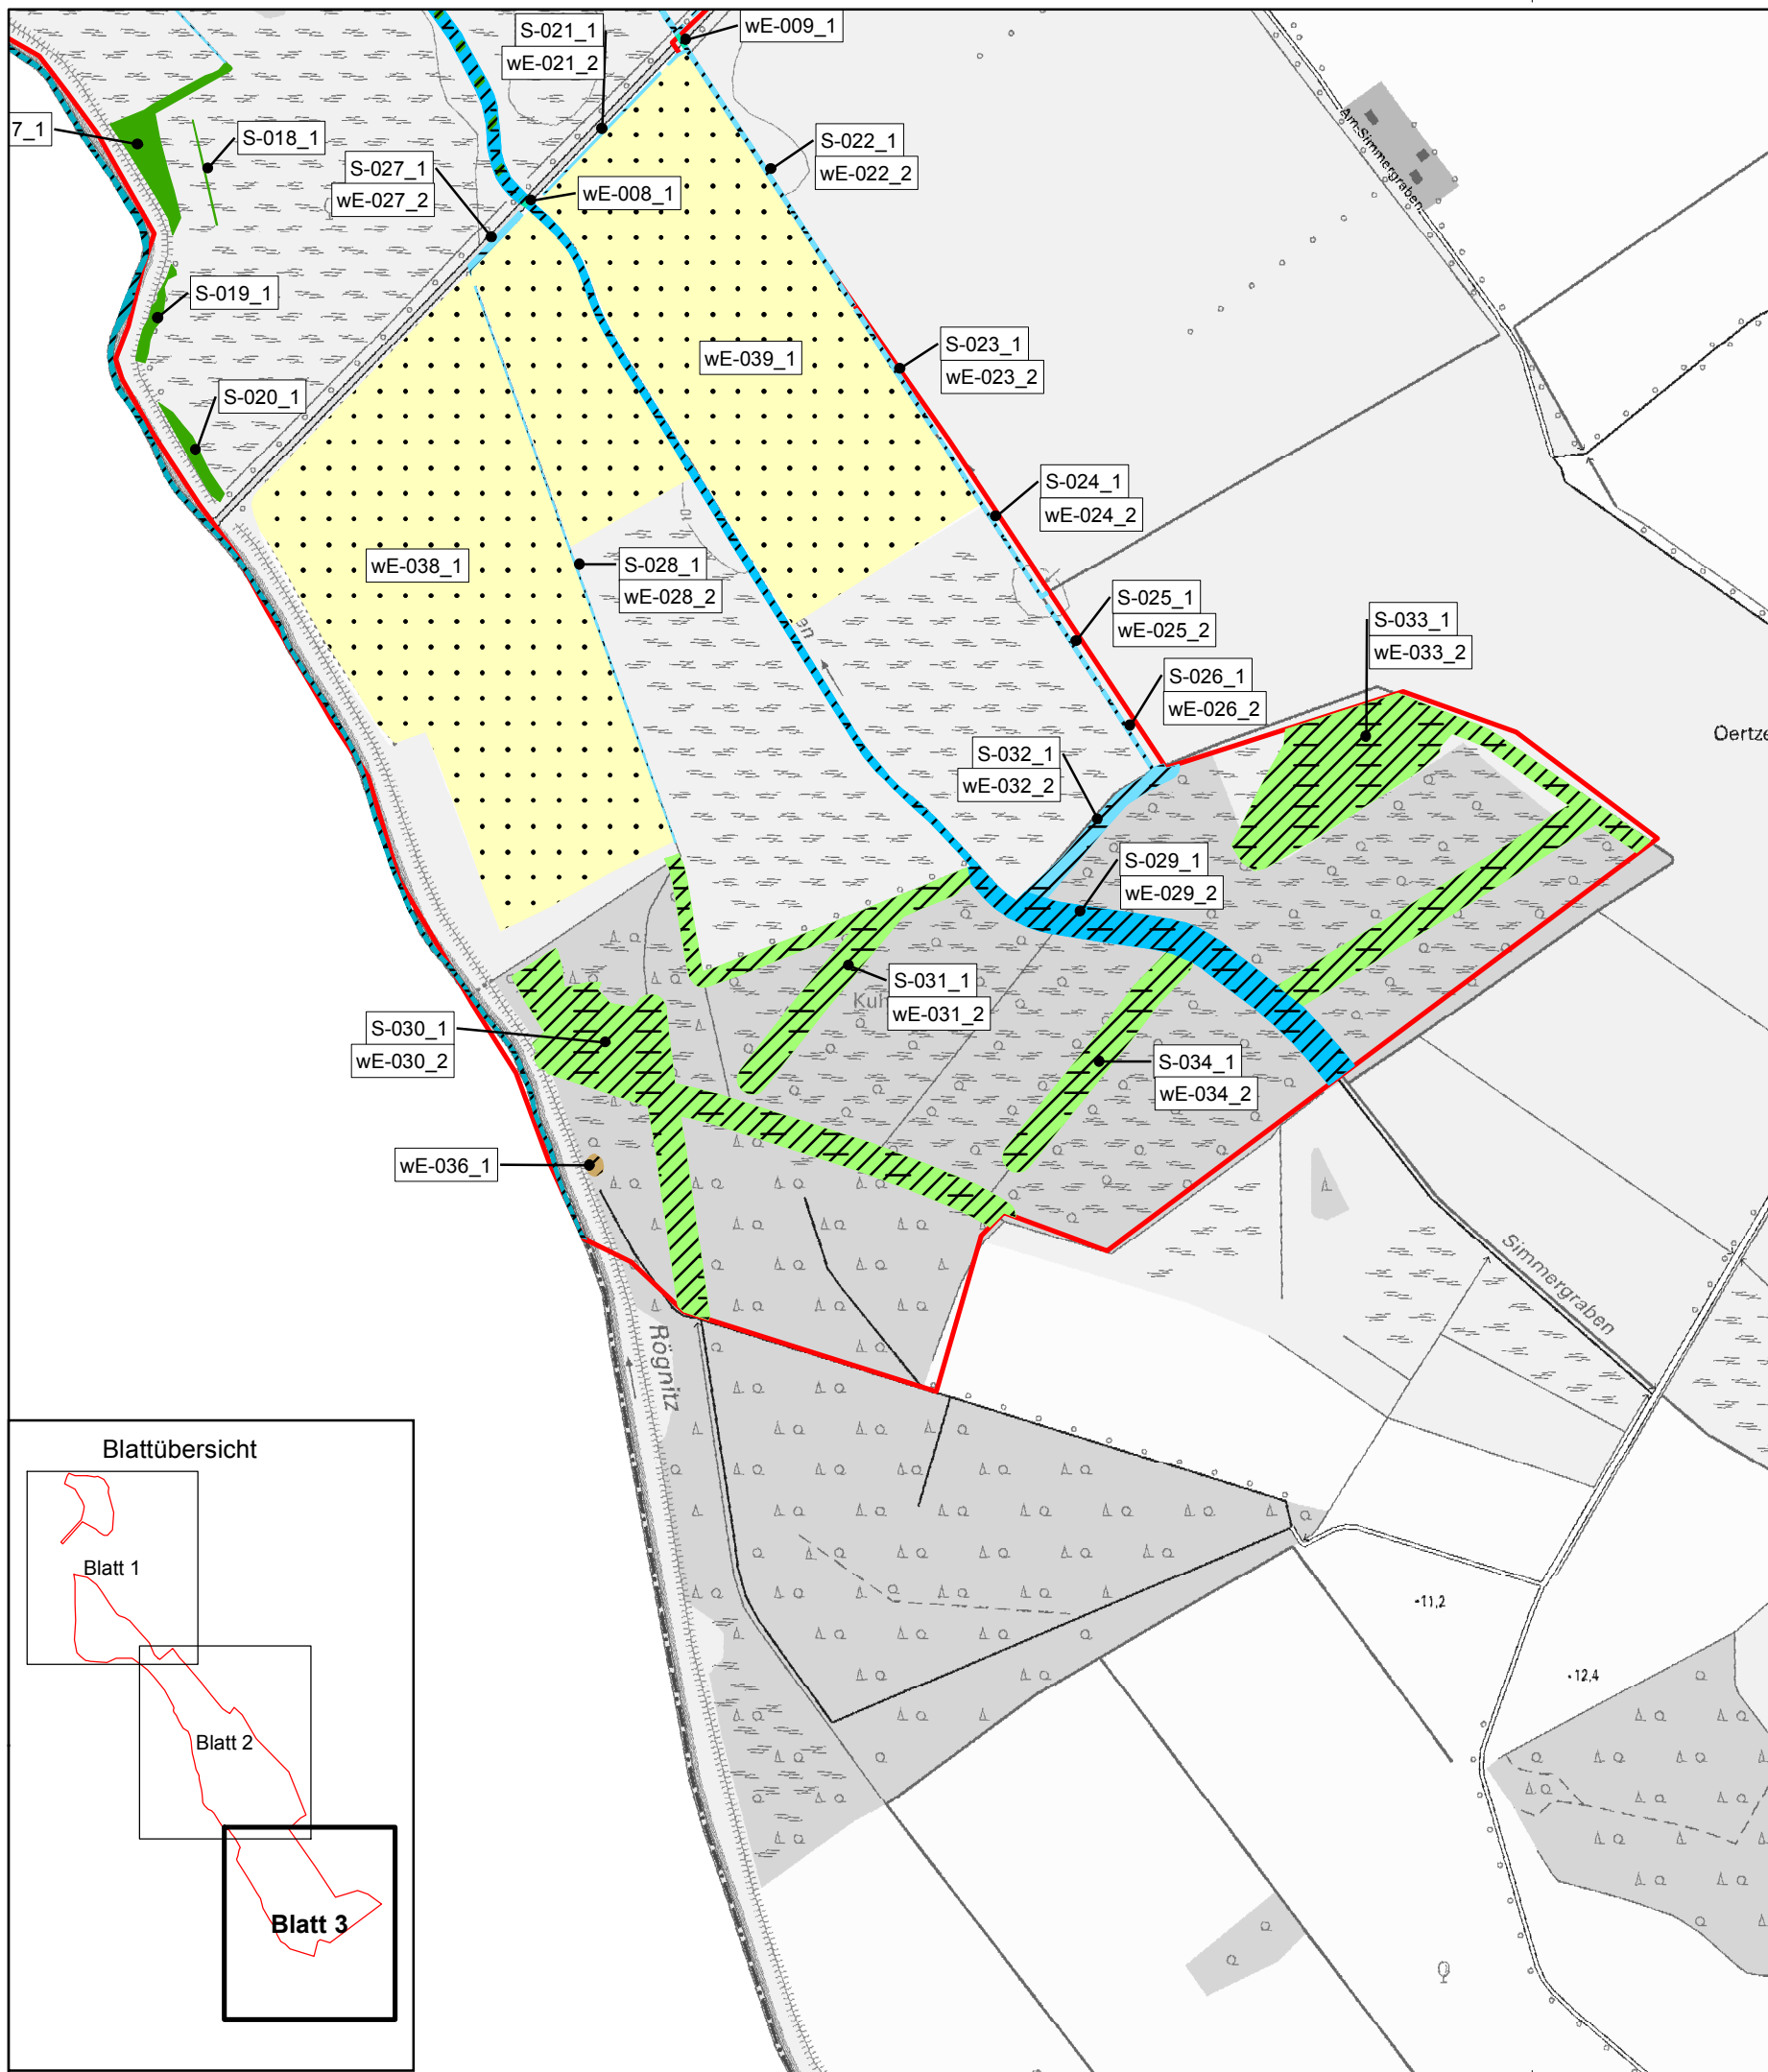 S-021_1
wE-021_2
wE-009_1
7_1
S-018_1
S-027_1
wE-027_2
wE-008_1
S-022_1
wE-022_2
Am Simmergraben
S-019_1
S-020_1
wE-039_1
S-023_1
wE-023_2
S-024_1
wE-024_2
wE-038_1
S-028_1
wE-028_2
en
S-025_1
wE-025_2
S-033_1
wE-033_2
S-026_1
wE-026_2
Oertze
S-032_1
wE-032_2
S-029_1
wE-029_2
S-031_1
Kuh
wE-031_2
S-030_1
wE-030_2
S-034_1
wE-034_2
wE-036_1
Simmergraben
Rögnitz
Blattübersicht
Blatt 1
Blatt 2
Blatt 3
11,2
12,4